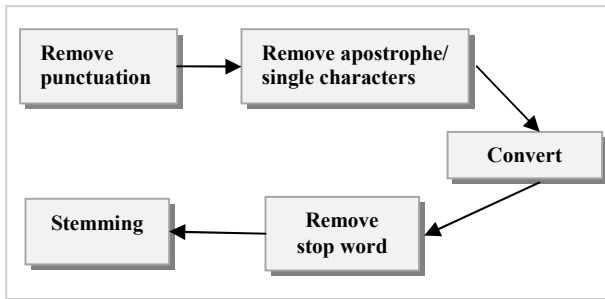 Remove
punctuation
Remove apostrophe/
single characters
Convert
Remove
stop word
Stemming